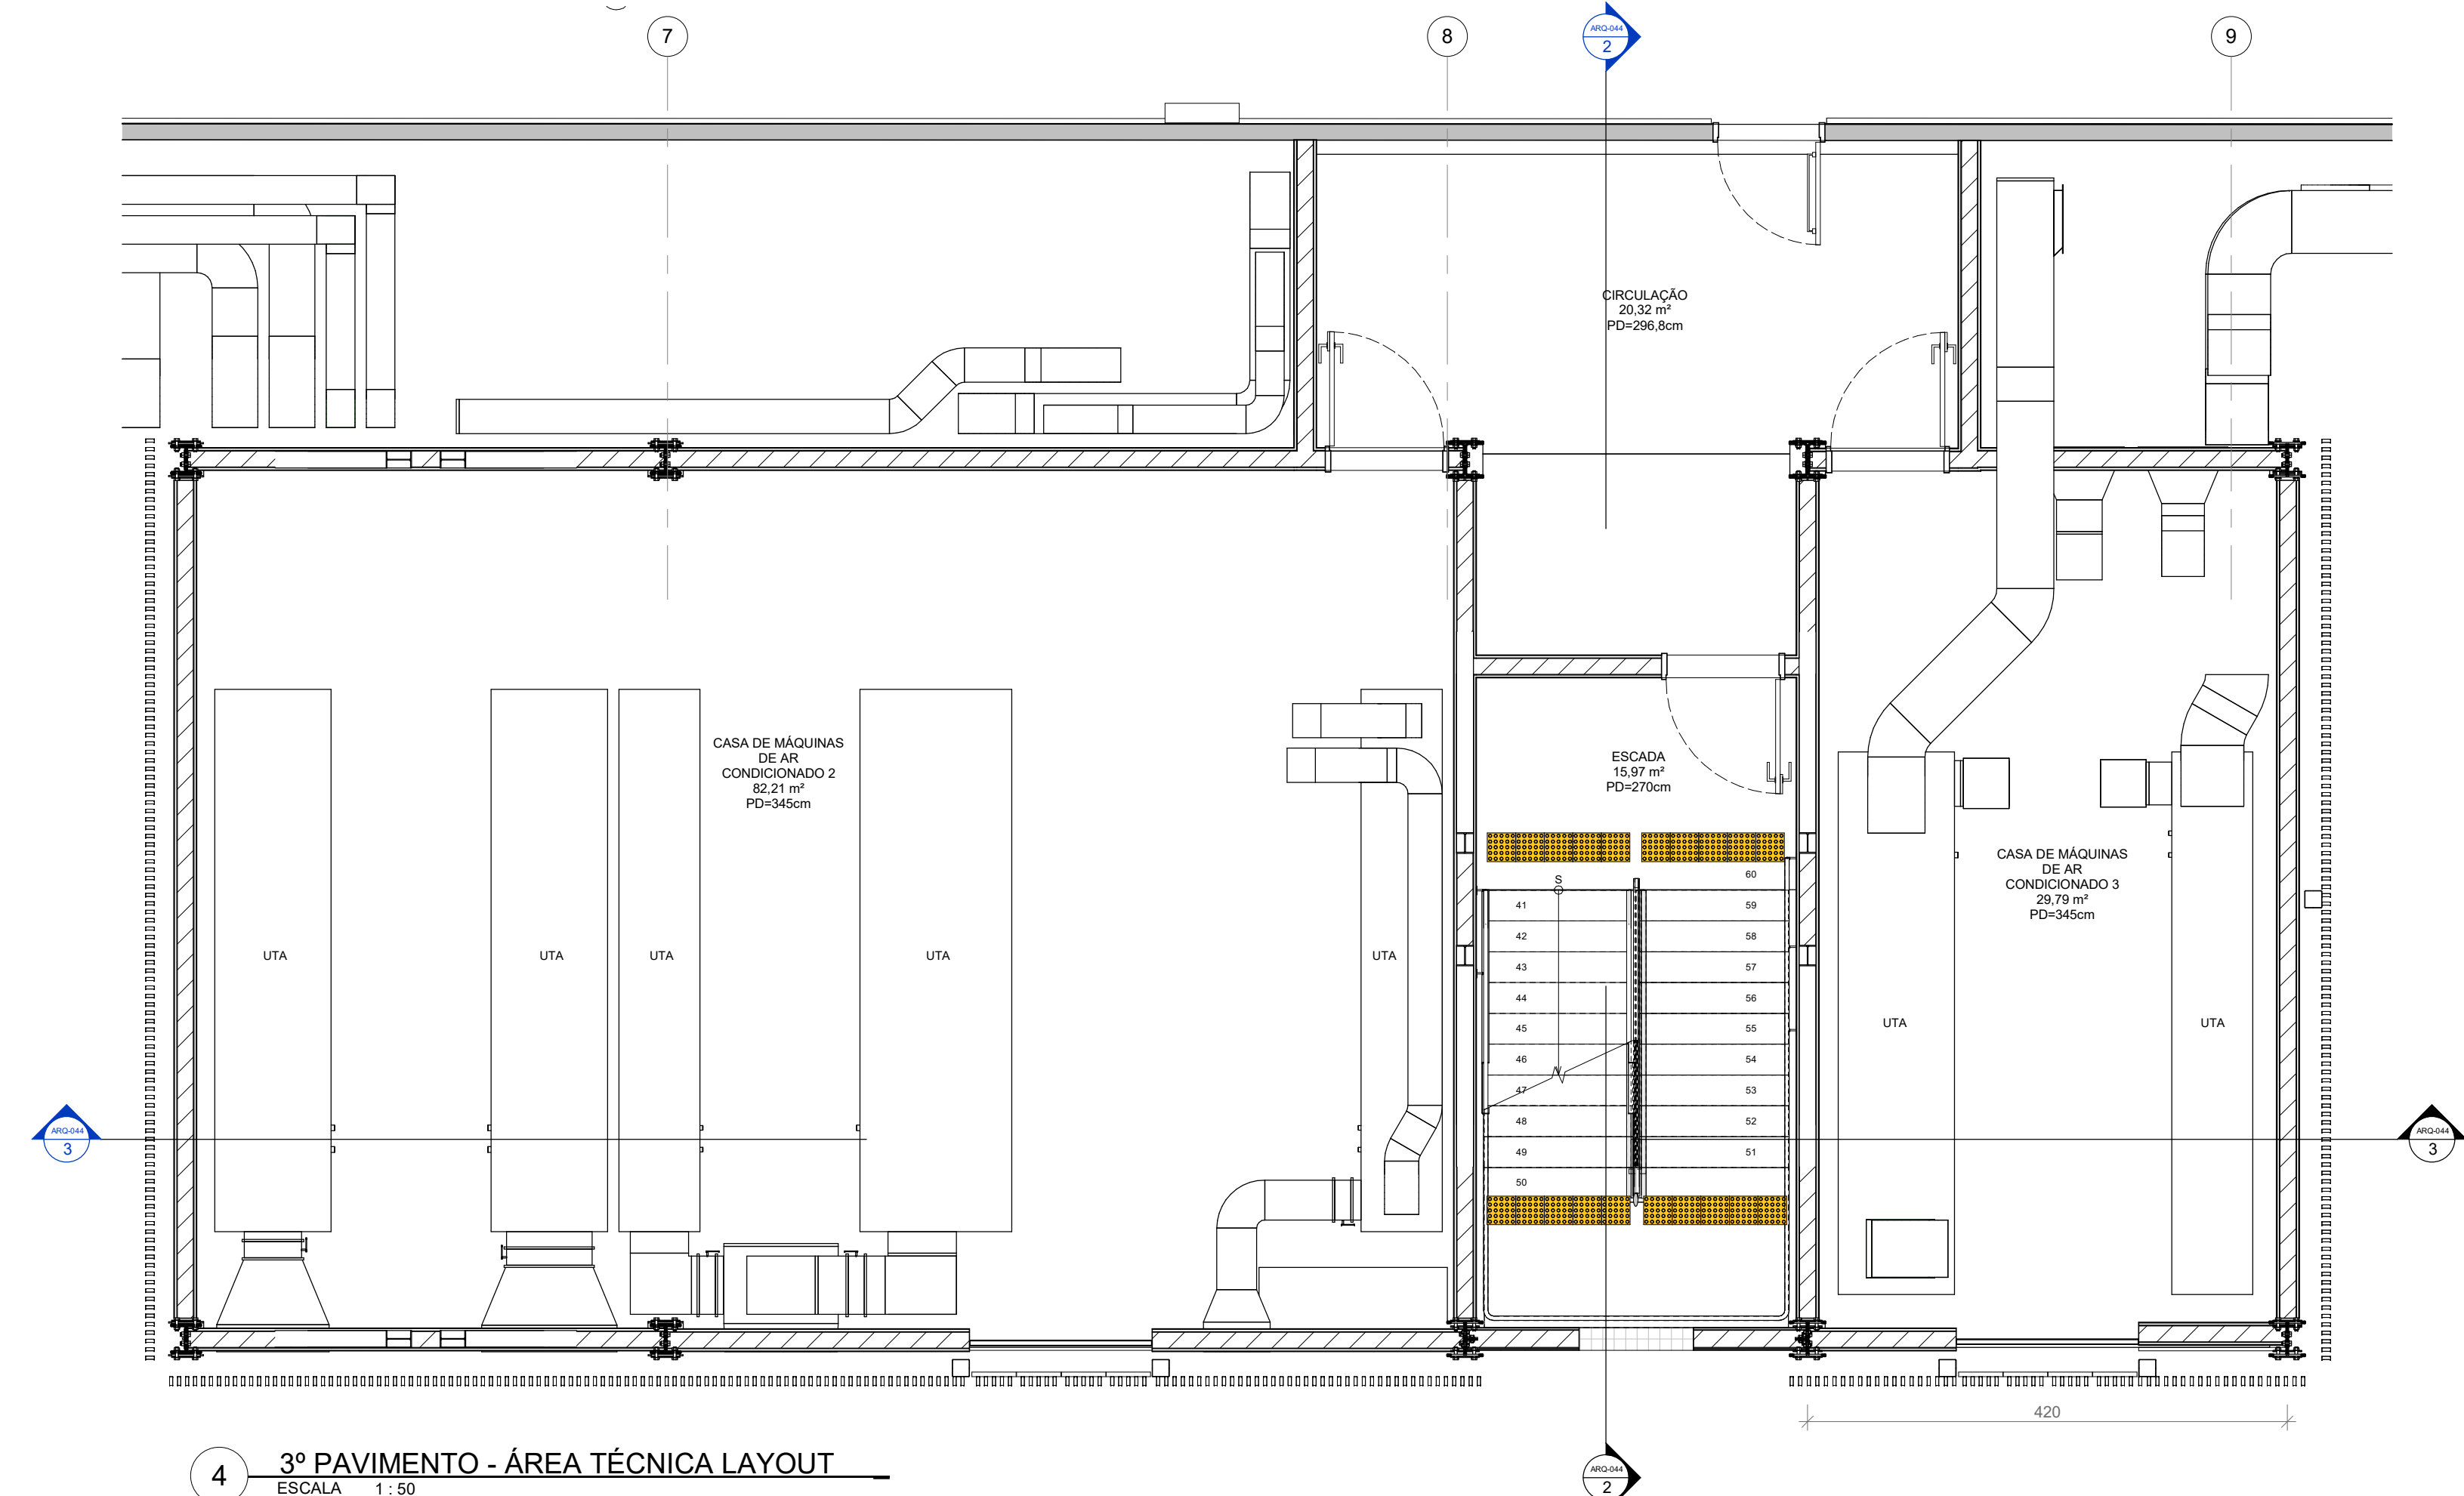 7
8
ARQ-044
2
9
CIRCULAÇÃO
20,32 m²
PD=296,8cm
CASA DE MÁQUINAS
DE AR
CONDICIONADO 2
82,21 m²
PD=345cm
ESCADA
15,97 m²
PD=270cm
CASA DE MÁQUINAS
DE AR
CONDICIONADO 3
29,79 m²
PD=345cm
UTA
UTA
UTA
UTA
UTA
UTA
UTA
S
41
42
43
44
45
46
47
48
49
50
60
59
58
57
56
55
54
53
52
51
ARQ-044
3
ARQ-044
3
420
4
3º PAVIMENTO - ÁREA TÉCNICA LAYOUT
ESCALA 1 : 50
ARQ-044
2